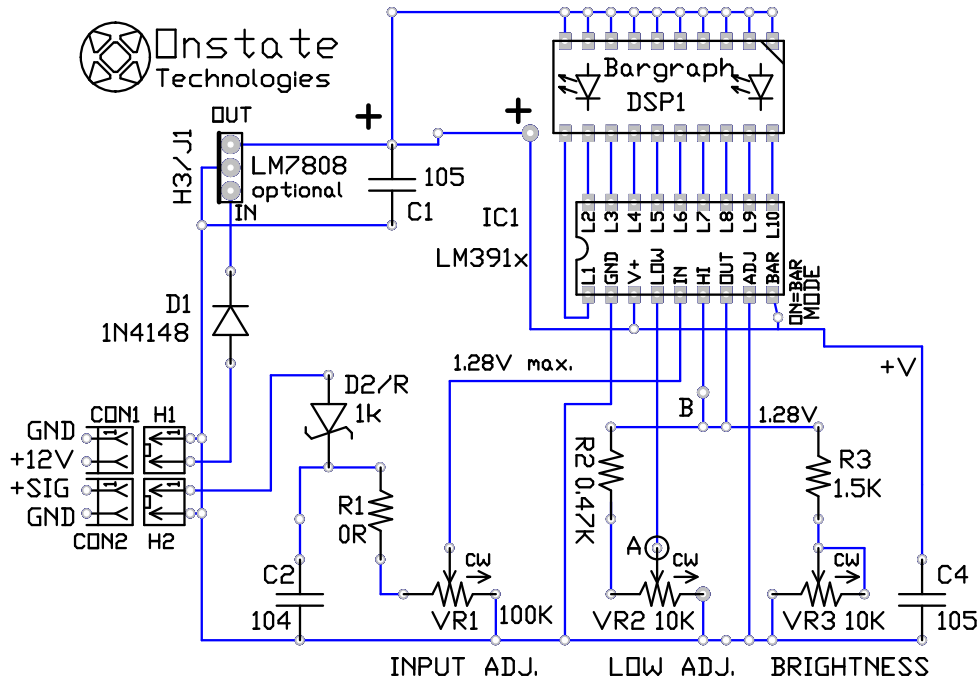 Onstate
Technologies
OUT
H3/J1
LM7808
optional
IN
+
105
C1
+
Bargraph
DSP1
IC1
LM391x
L2 L3 L4 L5 L6 L7 L8 L9 L10
L1 GND V+ LOW IN HI OUT ADJ BAR
ON=BAR
MODE
D1
1N4148
1.28V max.
+V
D2/R
1k
B
1.28V
CON1 H1
GND
+12V
+SIG
GND
1 1
1 1
CON2 H2
R1
0R
R2 0.47K
R3
1.5K
A
CW
CW
CW
C2
104
VR1
100K
VR2 10K
VR3 10K
C4
105
INPUT ADJ.
LOW ADJ.
BRIGHTNESS